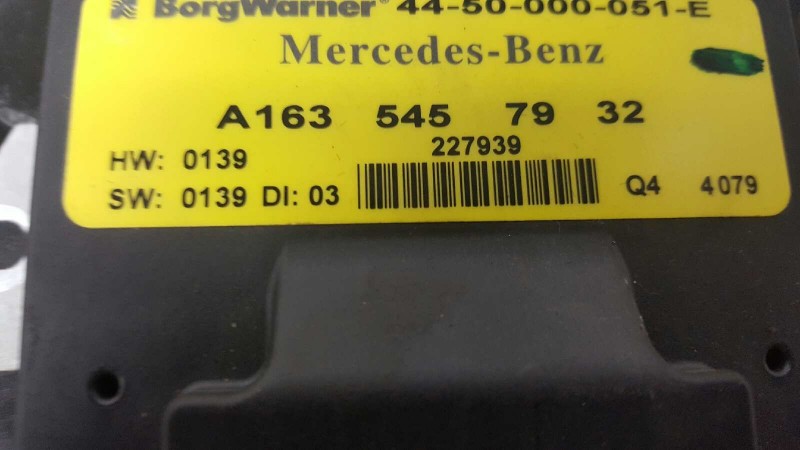 BorgWarner® 44-50-000-051-E
Mercedes-Benz
A163 545 79 32
HW: 0139 227939
SW: 0139 DI: 03 Q4 4079